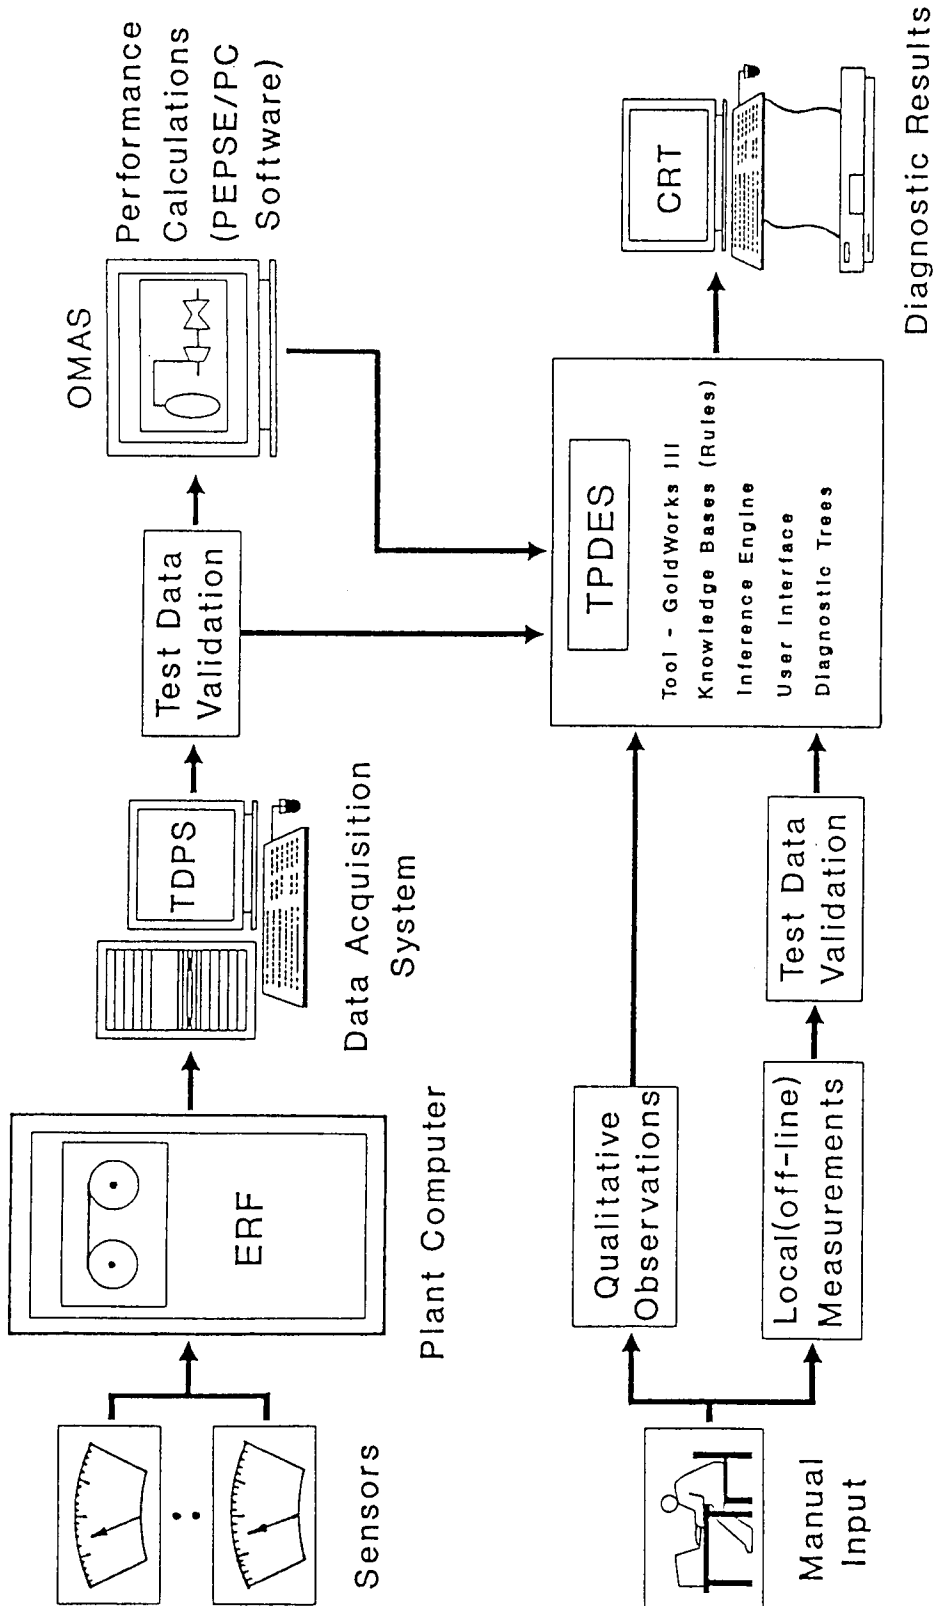 Sensors
ERF
Plant Computer
TDPS
Data Acquisition
System
Test Data
Validation
OMAS
Performance
Calculations
(PEPSE/PC
Software)
Manual
Input
Qualitative
Observations
Local(off-line)
Measurements
Test Data
Validation
TPDES
Tool - GoldWorks III
Knowledge Bases (Rules)
Inference Engine
User Interface
Diagnostic Trees
CRT
Diagnostic Results